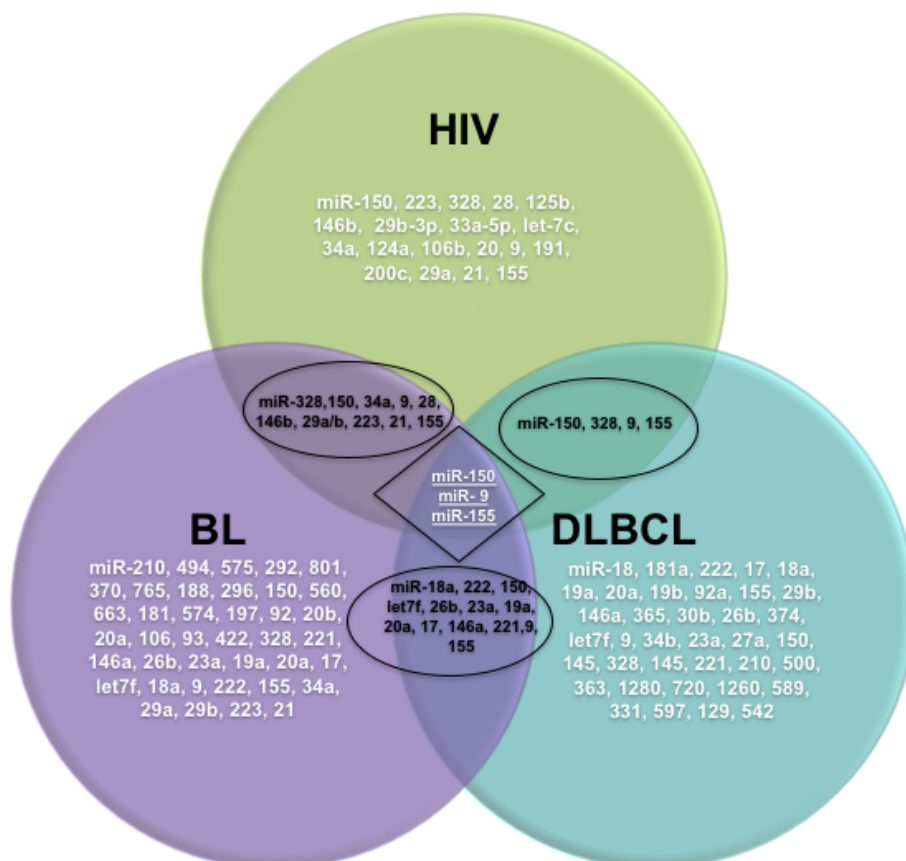 HIV
miR-150, 223, 328, 28, 125b,
146b,  29b-3p, 33a-5p, let-7c,
34a, 124a, 106b, 20, 9, 191,
200c, 29a, 21, 155
miR-328,150, 34a, 9, 28,
146b, 29a/b, 223, 21, 155
miR-150, 328, 9, 155
miR-150
miR- 9
miR-155
BL
miR-210, 494, 575, 292, 801,
370, 765, 188, 296, 150, 560,
663, 181, 574, 197, 92, 20b,
20a, 106, 93, 422, 328, 221,
146a, 26b, 23a, 19a, 20a, 17,
let7f, 18a, 9, 222, 155, 34a,
29a, 29b, 223, 21
miR-18a, 222, 150,
let7f, 26b, 23a, 19a,
20a, 17, 146a, 221,9,
155
DLBCL
miR-18, 181a, 222, 17, 18a,
19a, 20a, 19b, 92a, 155, 29b,
146a, 365, 30b, 26b, 374,
let7f, 9, 34b, 23a, 27a, 150,
145, 328, 145, 221, 210, 500,
363, 1280, 720, 1260, 589,
331, 597, 129, 542